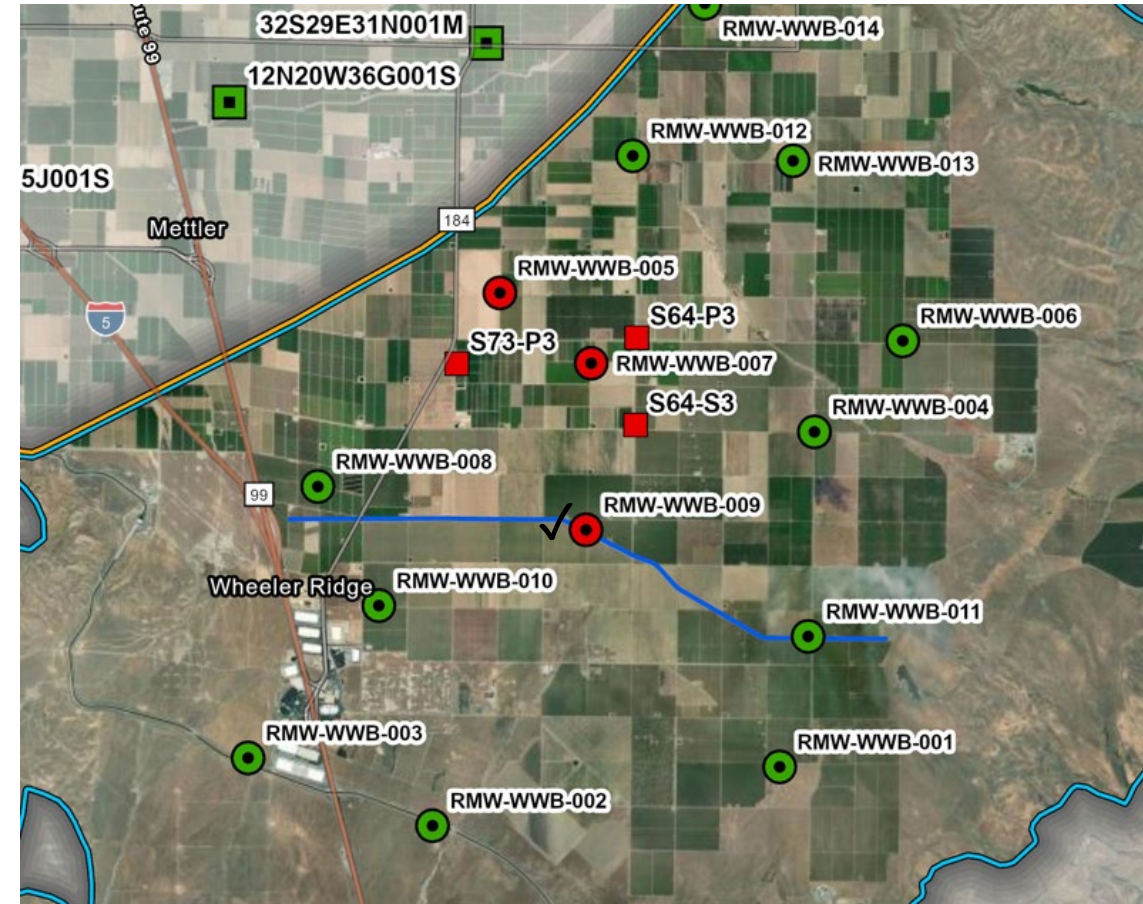 RMW-WWB-014
32S29E31N001M
ute 99
12N20W36G001S
RMW-WWB-012
RMW-WWB-013
5J001S
184
Mettler
RMW-WWB-005
5
S64-P3
RMW-WWB-006
S73-P3
RMW-WWB-007
S64-S3
RMW-WWB-004
RMW-WWB-008
99
RMW-WWB-009
Wheeler Ridge
RMW-WWB-010
RMW-WWB-011
RMW-WWB-003
RMW-WWB-001
RMW-WWB-002